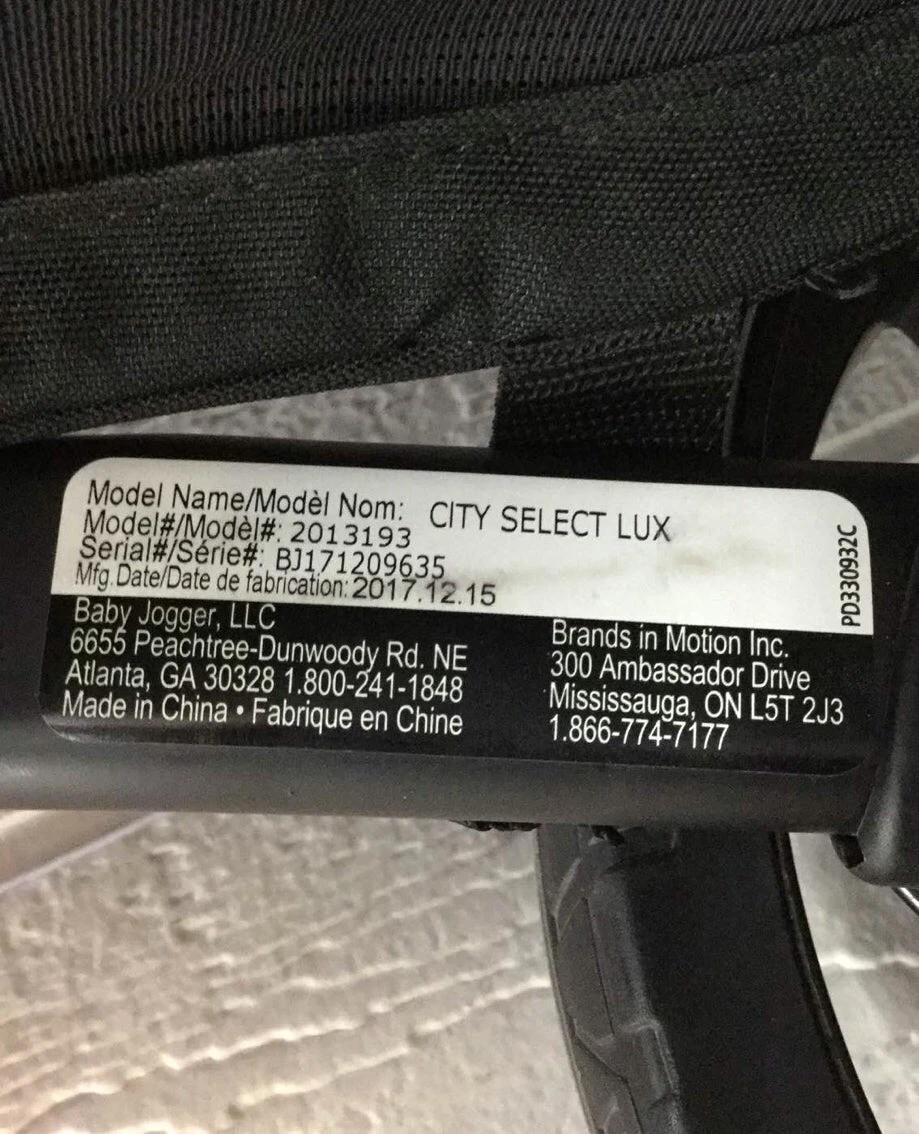 Model Name/Modèl Nom: CITY SELECT LUX
Model#/Modèl#: 2013193
Serial#/Série#: BJ171209635
Mfg.Date/Date de fabrication: 2017.12.15
PD330932C
Baby Jogger, LLC
6655 Peachtree-Dunwoody Rd. NE
Atlanta, GA 30328 1.800-241-1848
Made in China • Fabrique en Chine
Brands in Motion Inc.
300 Ambassador Drive
Mississauga, ON L5T 2J3
1.866-774-7177